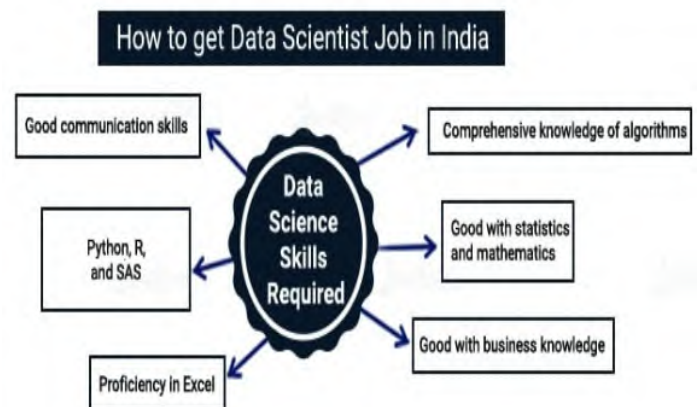 How to get Data Scientist Job in India
Good communication skills
Comprehensive knowledge of algorithms
Data
Science
Skills
Required
Python, R,
and SAS
Good with statistics
and mathematics
Good with business knowledge
Proficiency in Excel